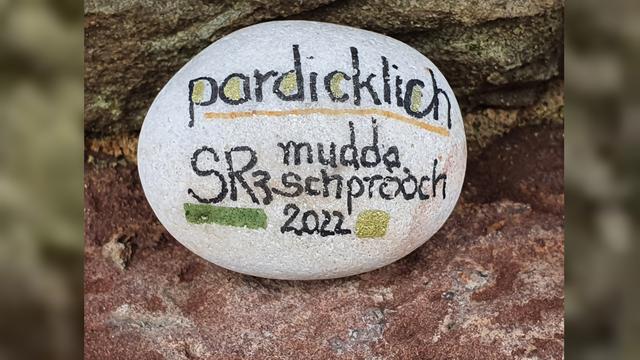 pardicklich
SR3 mudda
schprooch
2022